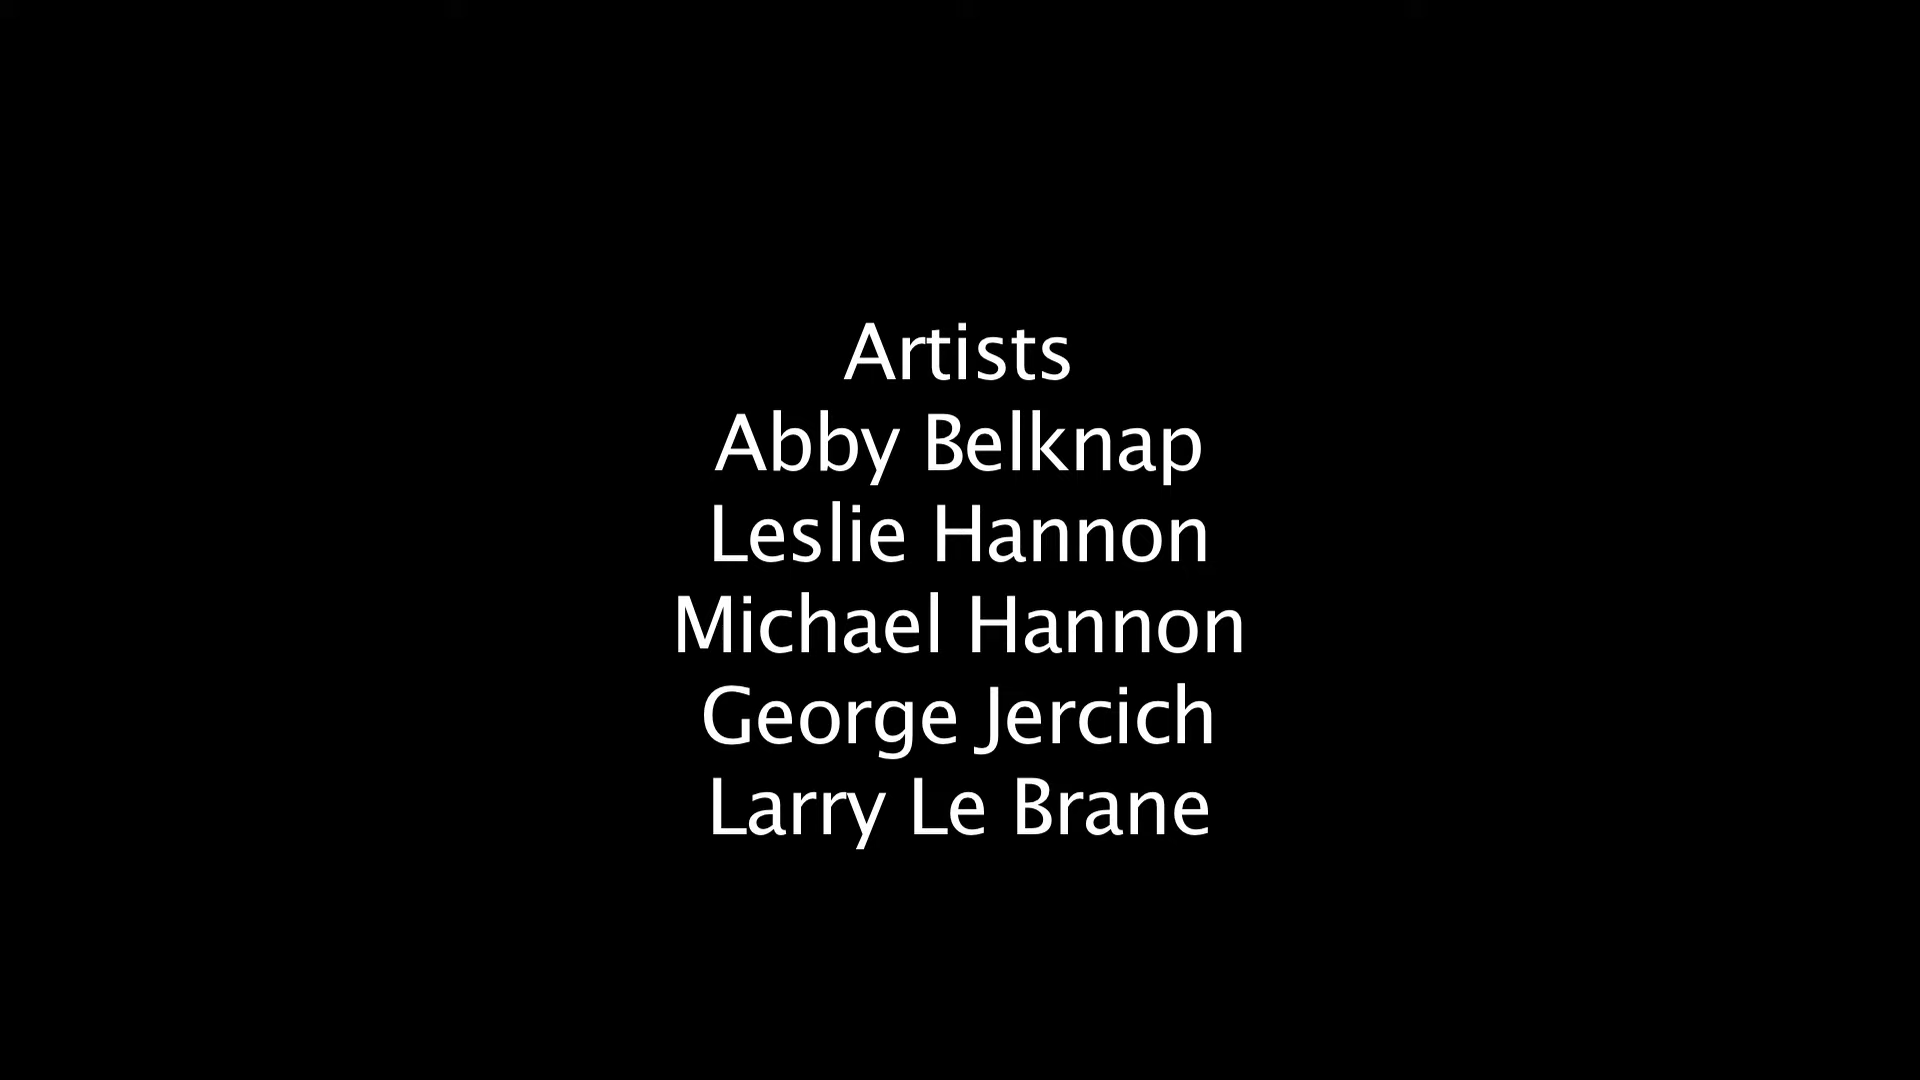 Artists
Abby Belknap
Leslie Hannon
Michael Hannon
George Jercich
Larry Le Brane